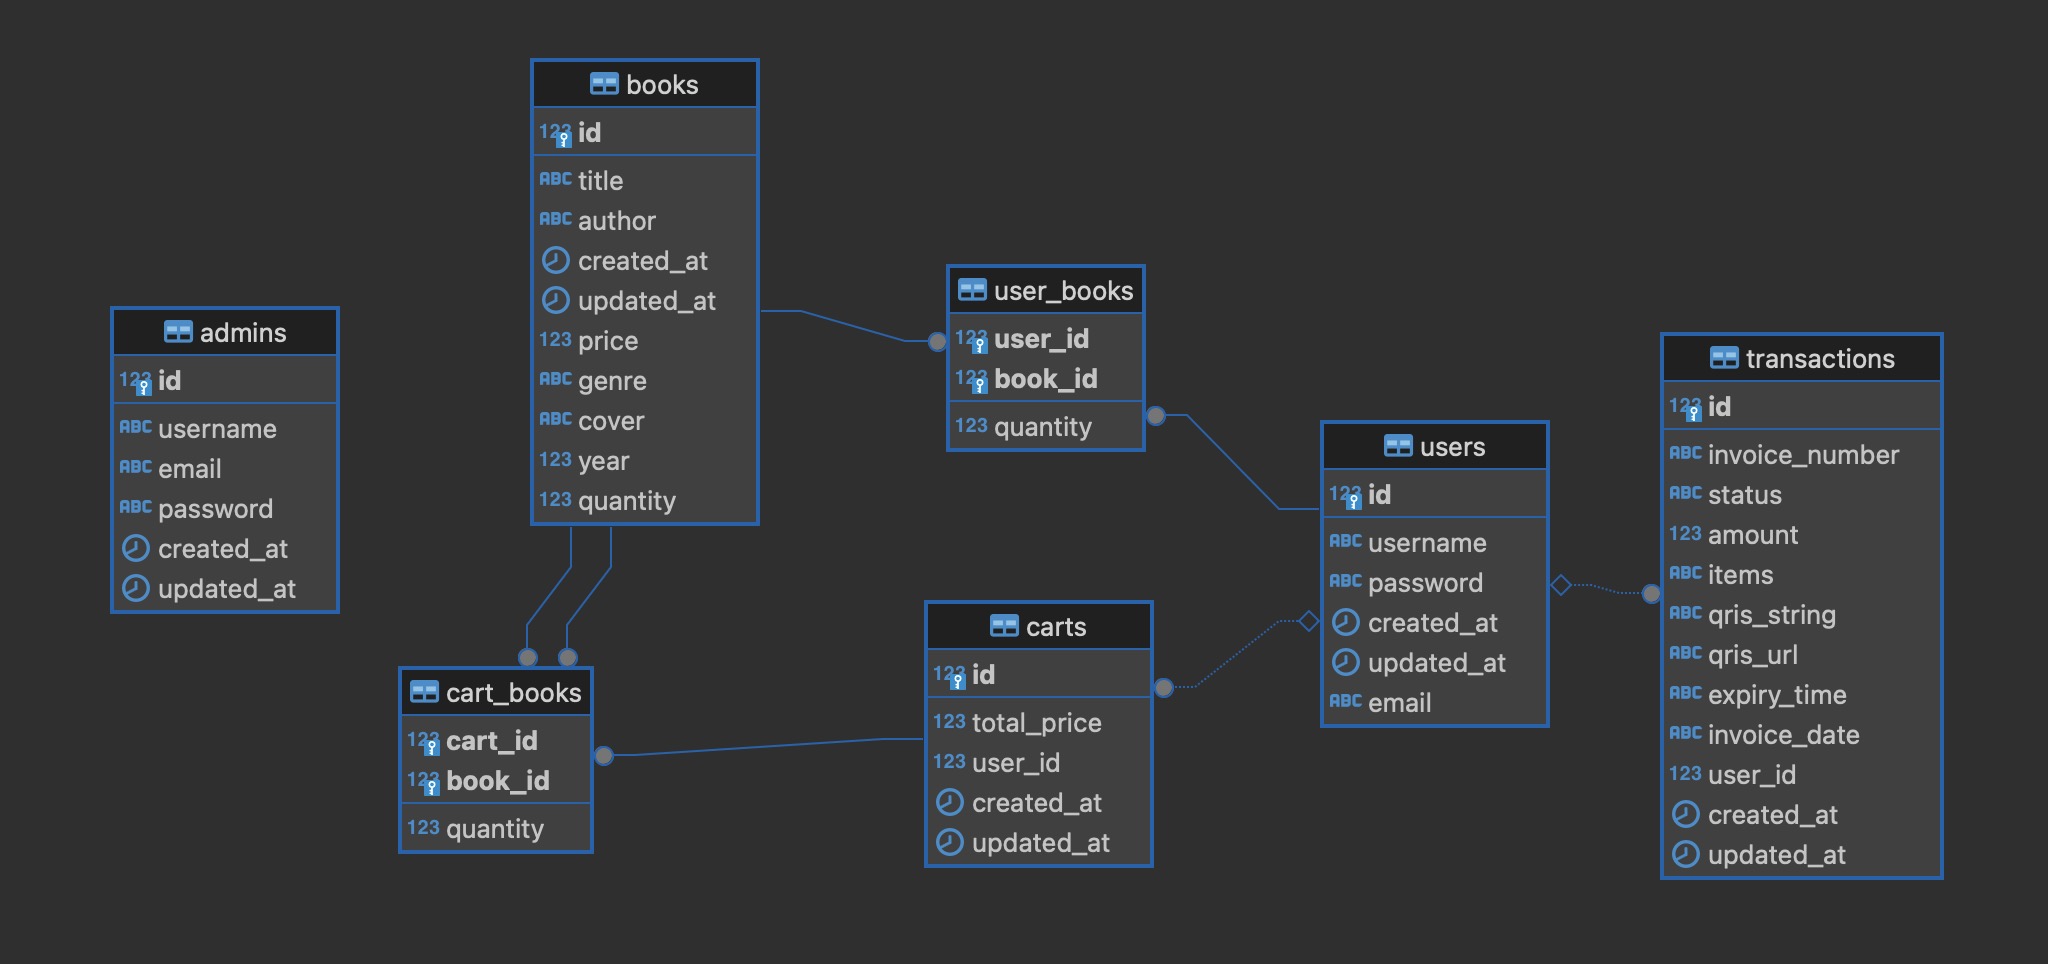 books
123 id
ABC title
ABC author
created_at
updated_at
123 price
ABC genre
ABC cover
123 year
123 quantity
user_books
123 user_id
123 book_id
123 quantity
admins
123 id
ABC username
ABC email
ABC password
created_at
updated_at
transactions
123 id
ABC invoice_number
ABC status
123 amount
ABC items
ABC qris_string
ABC qris_url
ABC expiry_time
ABC invoice_date
123 user_id
created_at
updated_at
users
123 id
ABC username
ABC password
created_at
updated_at
ABC email
carts
123 id
123 total_price
123 user_id
created_at
updated_at
cart_books
123 cart_id
123 book_id
123 quantity